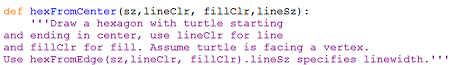 def hexFromCenter(sz,lineClr, fillClr,lineSz):
'''Draw a hexagon with turtle starting
and ending in center, use lineClr for line
and fillClr for fill. Assume turtle is facing a vertex.
Use hexFromEdge(sz,lineClr, fillClr).lineSz specifies linewidth.'''